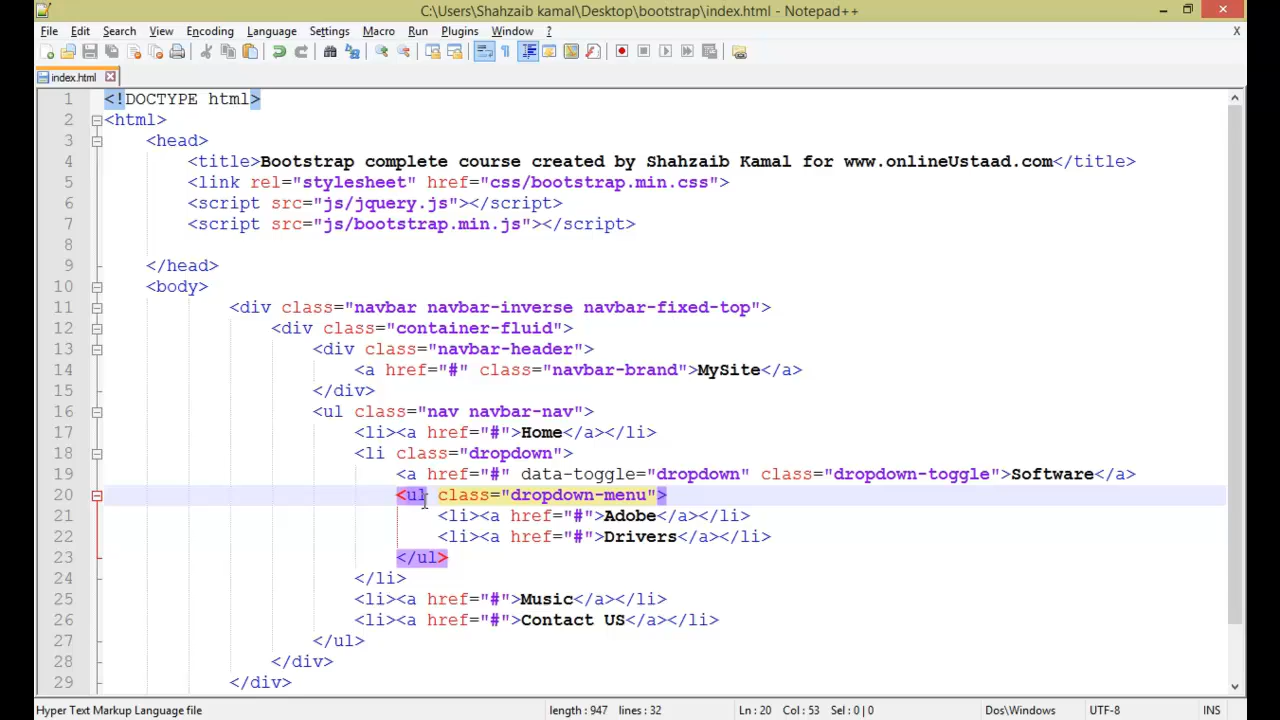 C:\Users\Shahzaib kamal\Desktop\bootstrap\index.html - Notepad++
File Edit Search View Encoding Language Settings Macro Run Plugins Window ? X
index.html
1 <!DOCTYPE html>
2 <html>
3 <head>
4 <title>Bootstrap complete course created by Shahzaib Kamal for www.onlineUstaad.com</title>
5 <link rel="stylesheet" href="css/bootstrap.min.css">
6 <script src="js/jquery.js"></script>
7 <script src="js/bootstrap.min.js"></script>
8
9 </head>
10 <body>
11 <div class="navbar navbar-inverse navbar-fixed-top">
12 <div class="container-fluid">
13 <div class="navbar-header">
14 <a href="#" class="navbar-brand">MySite</a>
15 </div>
16 <ul class="nav navbar-nav">
17 <li><a href="#">Home</a></li>
18 <li class="dropdown">
19 <a href="#" data-toggle="dropdown" class="dropdown-toggle">Software</a>
20 <ul class="dropdown-menu">
21 <li><a href="#">Adobe</a></li>
22 <li><a href="#">Drivers</a></li>
23 </ul>
24 </li>
25 <li><a href="#">Music</a></li>
26 <li><a href="#">Contact US</a></li>
27 </ul>
28 </div>
29 </div>
Hyper Text Markup Language file length : 947 lines : 32 Ln : 20 Col : 53 Sel : 0 | 0 Dos\Windows UTF-8 INS